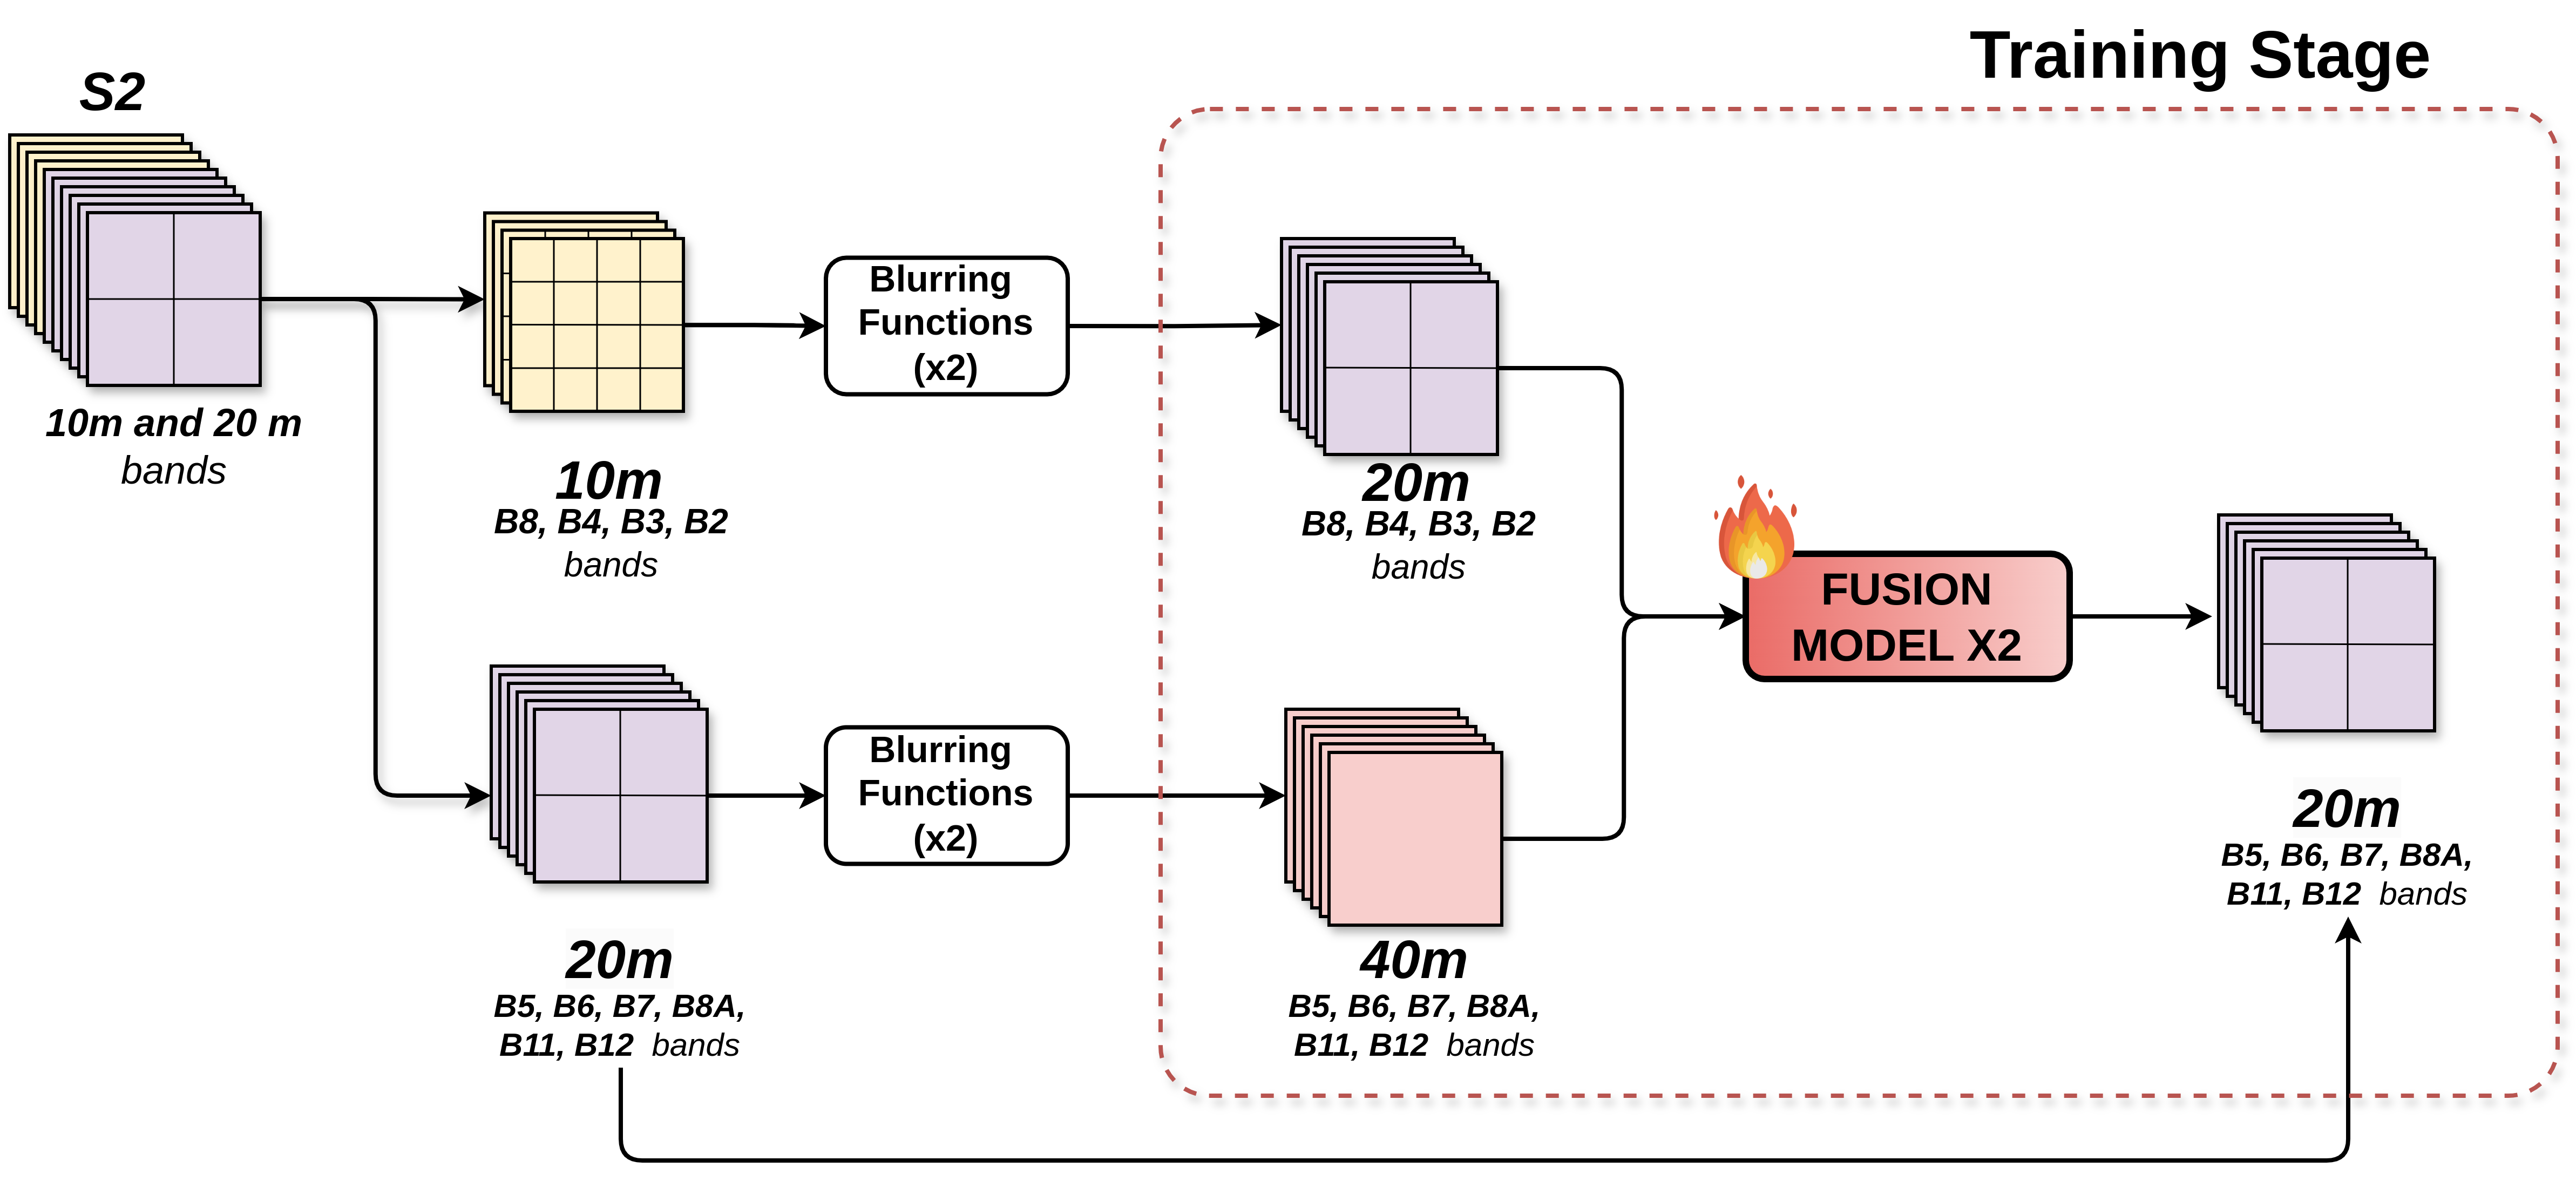 Training Stage
S2
10m and 20 m
bands
10m
B8, B4, B3, B2
bands
Blurring
Functions
(x2)
20m
B8, B4, B3, B2
bands
FUSION
MODEL X2
20m
B5, B6, B7, B8A,
B11, B12 bands
Blurring
Functions
(x2)
40m
B5, B6, B7, B8A,
B11, B12 bands
20m
B5, B6, B7, B8A,
B11, B12 bands